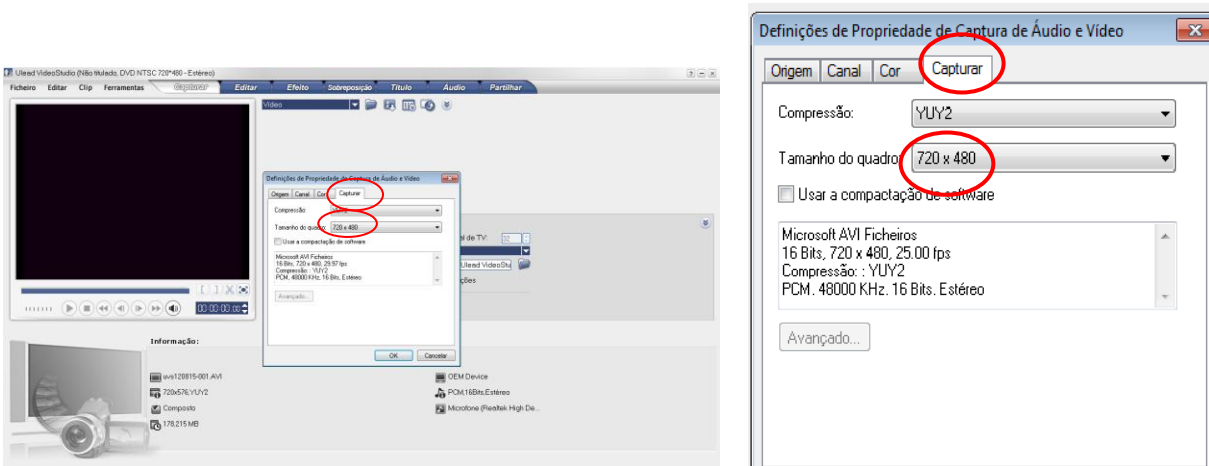 Ulead VideoStudio (Não titulado, DVD NTSC 720*480 - Estéreo)
Ficheiro Editar Clip Ferramentas Capturar Editar Efeito Sobreposição Título Áudio Partilhar
Vídeo
Definições de Propriedade de Captura de Áudio e Vídeo
Origem Canal Cor Capturar
Compressão:
Tamanho do quadro: 720 x 480
Usar a compactação de software
Microsoft AVI Ficheiros
16 Bits, 720 x 480, 29.97 fps
Compressão: : YUY2
PCM, 48000 KHz, 16 Bits, Estéreo
Avançado...
OK Cancelar
al de TV: 32
Ulead VideoStu
ções
00:00:00:00
Informação:
uvs120815-001.AVI
720x576,YUY2
Composto
178,215 MB
OEM Device
PCM,16Bits,Estéreo
Microfone (Realtek High De...
Definições de Propriedade de Captura de Áudio e Vídeo
Origem Canal Cor Capturar
Compressão: YUY2
Tamanho do quadro: 720 x 480
Usar a compactação de software
Microsoft AVI Ficheiros
16 Bits, 720 x 480, 25.00 fps
Compressão: : YUY2
PCM. 48000 KHz. 16 Bits. Estéreo
Avançado...